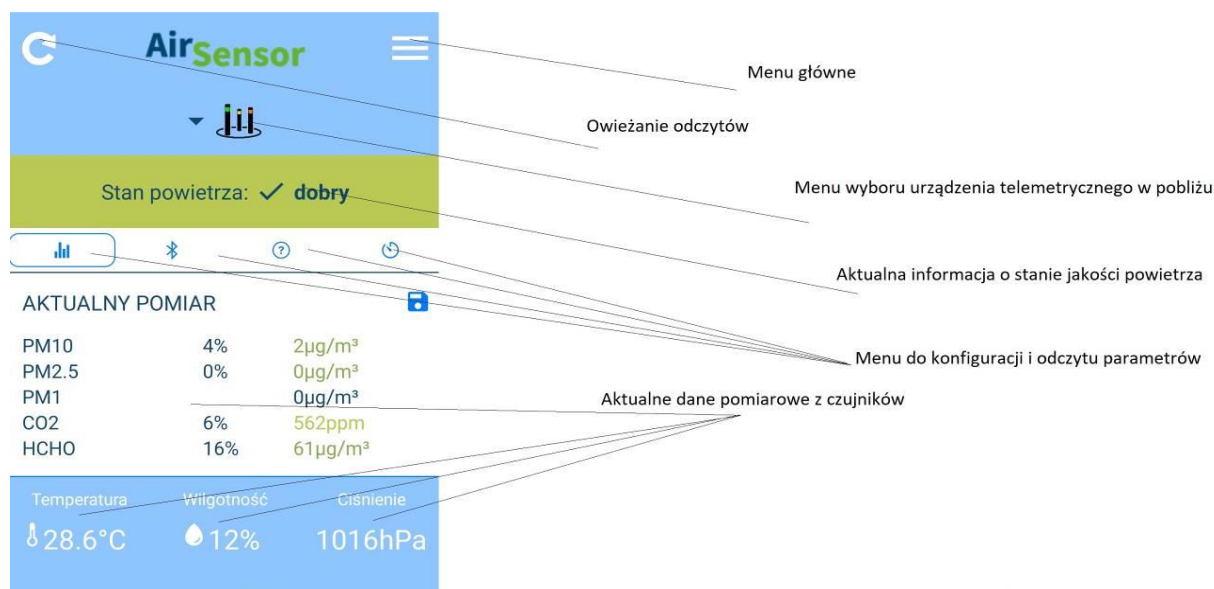 AirSensor
Menu główne
Owieżanie odczytów
Menu wyboru urządzenia telemetrycznego w pobliżu
Stan powietrza: ✓ dobry
Aktualna informacja o stanie jakości powietrza
AKTUALNY POMIAR
Menu do konfiguracji i odczytu parametrów
PM10 4% 2µg/m³
PM2.5 0% 0µg/m³
PM1 0µg/m³
Aktualne dane pomiarowe z czujników
CO2 6% 562ppm
HCHO 16% 61µg/m³
Temperatura Wilgotność Ciśnienie
28.6°C 12% 1016hPa